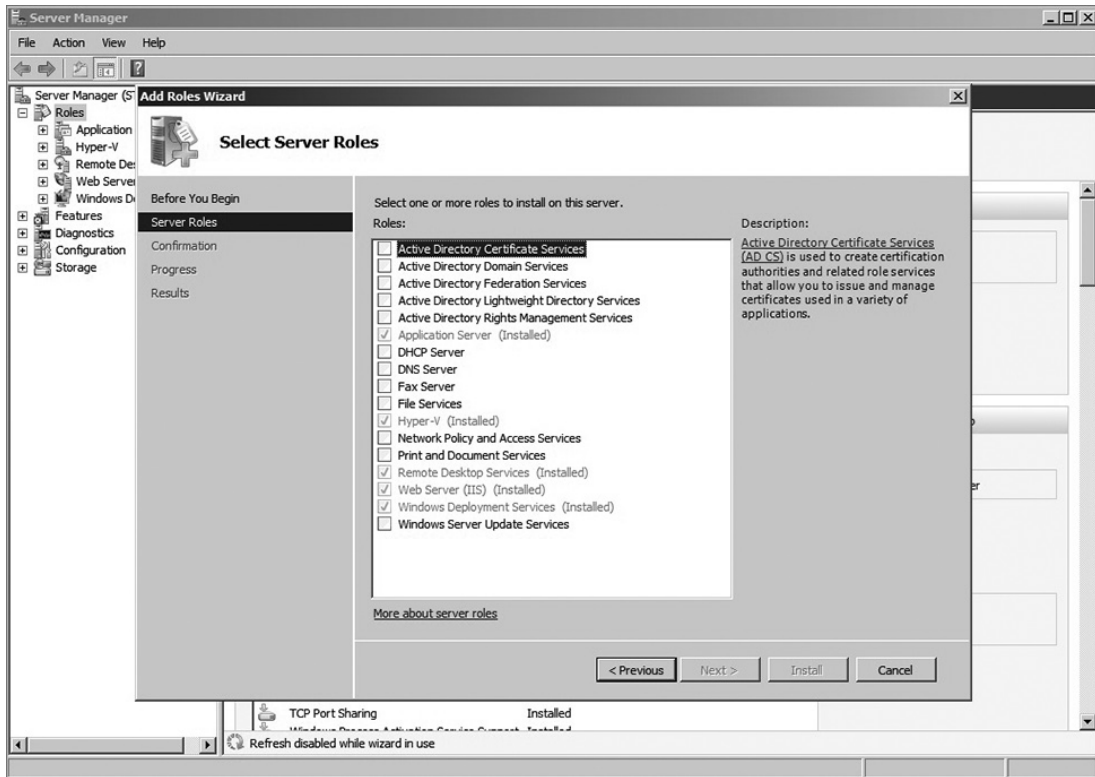 Server Manager
File Action View Help
Server Manager (S
Roles
Application
Hyper-V
Remote De
Web Server
Windows D
Features
Diagnostics
Configuration
Storage
Add Roles Wizard
Select Server Roles
Before You Begin
Server Roles
Confirmation
Progress
Results
Select one or more roles to install on this server.
Roles:
Active Directory Certificate Services
Active Directory Domain Services
Active Directory Federation Services
Active Directory Lightweight Directory Services
Active Directory Rights Management Services
Application Server (Installed)
DHCP Server
DNS Server
Fax Server
File Services
Hyper-V (Installed)
Network Policy and Access Services
Print and Document Services
Remote Desktop Services (Installed)
Web Server (IIS) (Installed)
Windows Deployment Services (Installed)
Windows Server Update Services
Description:
Active Directory Certificate Services
(AD CS) is used to create certification
authorities and related role services
that allow you to issue and manage
certificates used in a variety of
applications.
More about server roles
< Previous
Next >
Install
Cancel
er
TCP Port Sharing Installed
Windows Process Activation Service Support Installed
Refresh disabled while wizard in use